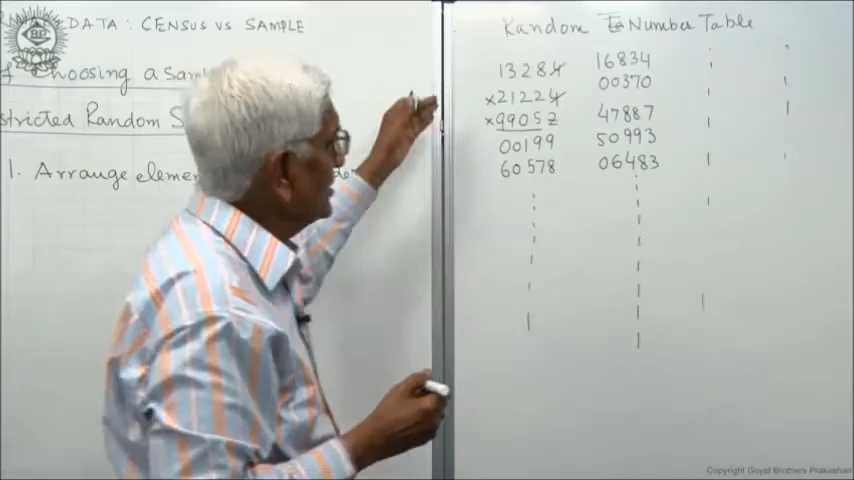 DATA: CENSUS VS SAMPLE
BP
Choosing a Sam
stricted Random S
1. Arrange elemen
Random Number Table
13284 16834
×21224 00370
×99052 47887
00199 50993
60578 06483
Copyright Goyal Brothers Prakashan